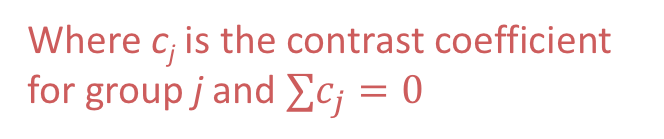 Where cⱼ is the contrast coefficient
for group j and ∑cⱼ = 0